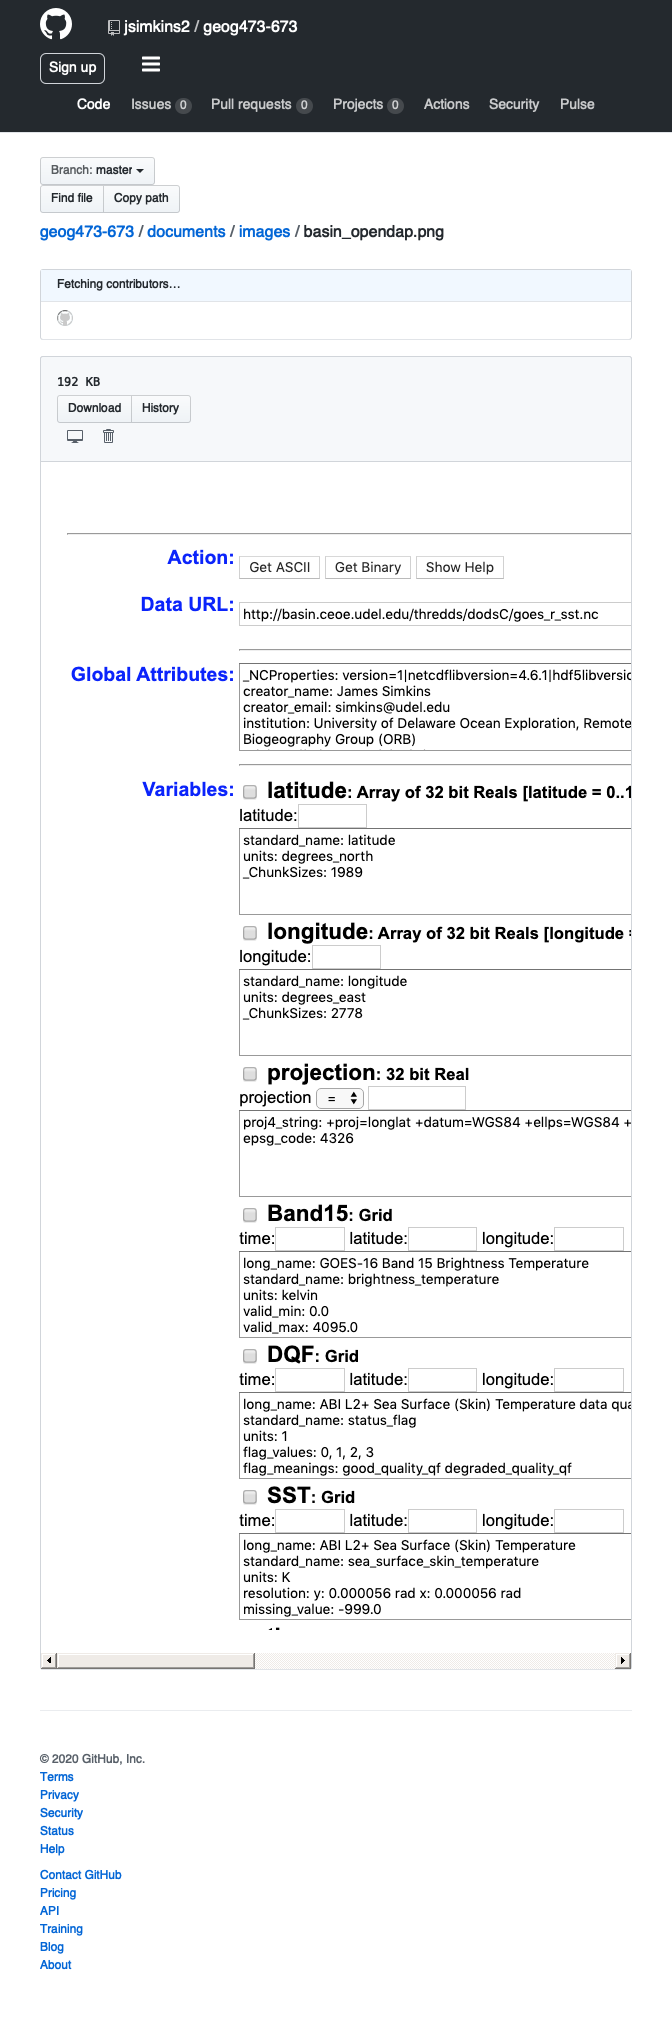 jsimkins2 / geog473-673
Sign up
Code Issues 0 Pull requests 0 Projects 0 Actions Security Pulse
Branch: master
Find file Copy path
geog473-673 / documents / images / basin_opendap.png
Fetching contributors…
192 KB
Download History
Action: Get ASCII Get Binary Show Help
Data URL: http://basin.ceoe.udel.edu/thredds/dodsC/goes_r_sst.nc
Global Attributes: _NCProperties: version=1|netcdflibversion=4.6.1|hdf5libversio
creator_name: James Simkins
creator_email: simkins@udel.edu
institution: University of Delaware Ocean Exploration, Remote
Biogeography Group (ORB)
Variables: latitude: Array of 32 bit Reals [latitude = 0..1
latitude:
standard_name: latitude
units: degrees_north
_ChunkSizes: 1989
longitude: Array of 32 bit Reals [longitude =
longitude:
standard_name: longitude
units: degrees_east
_ChunkSizes: 2778
projection: 32 bit Real
projection =
proj4_string: +proj=longlat +datum=WGS84 +ellps=WGS84 +
epsg_code: 4326
Band15: Grid
time: latitude: longitude:
long_name: GOES-16 Band 15 Brightness Temperature
standard_name: brightness_temperature
units: kelvin
valid_min: 0.0
valid_max: 4095.0
DQF: Grid
time: latitude: longitude:
long_name: ABI L2+ Sea Surface (Skin) Temperature data qua
standard_name: status_flag
units: 1
flag_values: 0, 1, 2, 3
flag_meanings: good_quality_qf degraded_quality_qf
SST: Grid
time: latitude: longitude:
long_name: ABI L2+ Sea Surface (Skin) Temperature
standard_name: sea_surface_skin_temperature
units: K
resolution: y: 0.000056 rad x: 0.000056 rad
missing_value: -999.0
© 2020 GitHub, Inc.
Terms
Privacy
Security
Status
Help
Contact GitHub
Pricing
API
Training
Blog
About